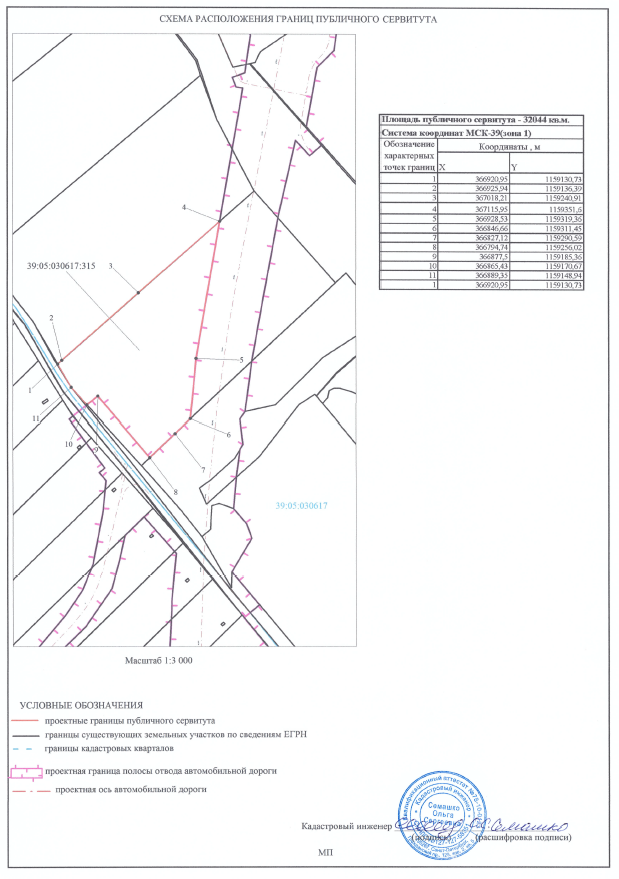 СХЕМА РАСПОЛОЖЕНИЯ ГРАНИЦ ПУБЛИЧНОГО СЕРВИТУТА
Площадь публичного сервитута - 32044 кв.м.
Система координат МСК-39(зона 1)
Обозначение характерных точек границ
Координаты , м
X Y
1 366920,95 1159130,73
2 366925,94 1159136,39
3 367018,21 1159240,91
4 367115,95 1159351,6
5 366928,53 1159319,36
6 366846,66 1159311,45
7 366827,12 1159290,59
8 366794,74 1159256,02
9 366877,5 1159185,36
10 366865,43 1159170,67
11 366889,35 1159148,94
1 366920,95 1159130,73
4
39:05:030617:315
3
2
5
1
11
10
9
6
7
8
39:05:030617
Масштаб 1:3 000
УСЛОВНЫЕ ОБОЗНАЧЕНИЯ
проектные границы публичного сервитута
границы существующих земельных участков по сведениям ЕГРН
границы кадастровых кварталов
проектная граница полосы отвода автомобильной дороги
проектная ось автомобильной дороги
Кадастровый инженер
Семашко
Ольга
(подпись) (расшифровка подписи)
МП